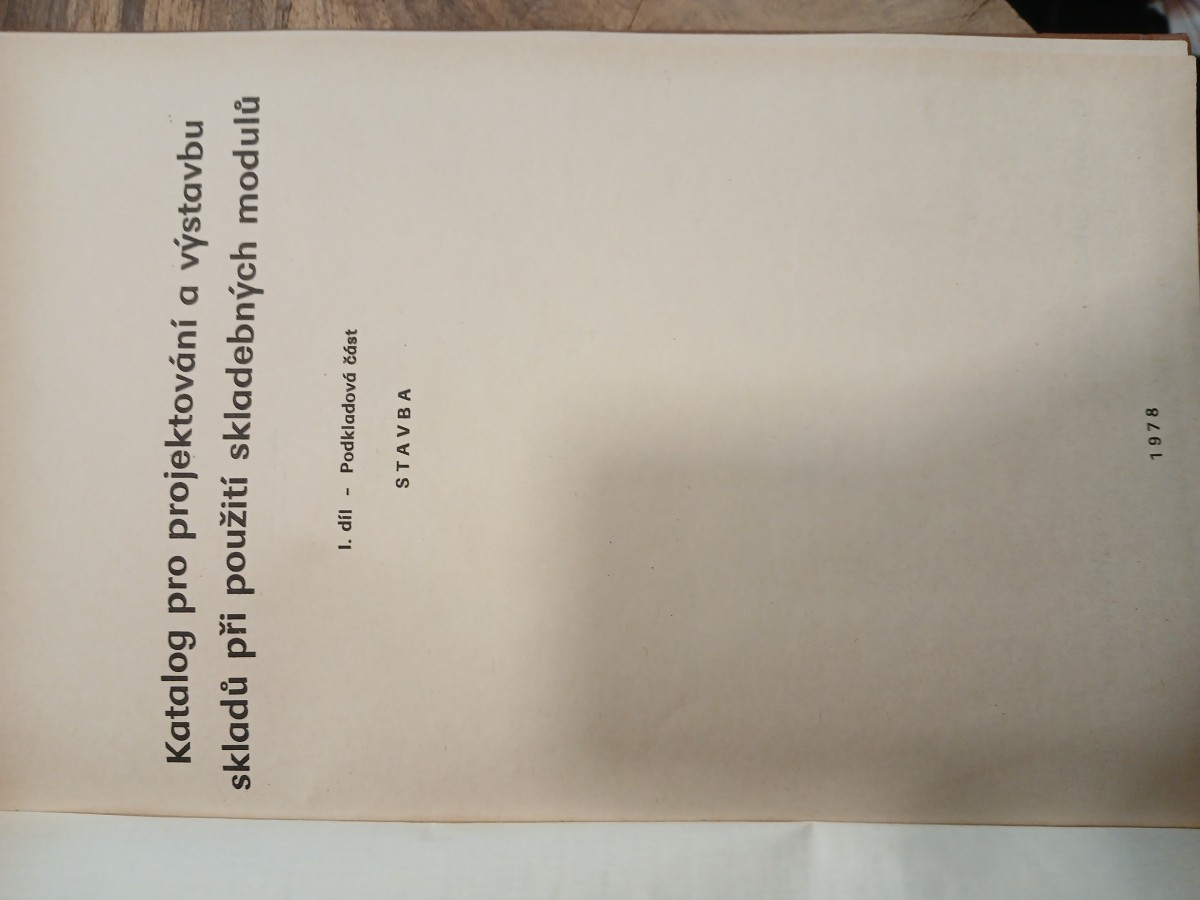 Katalog pro projektování a výstavbu
skladů při použití skladebných modulů
I. díl - Podkladová část
STAVBA
1978